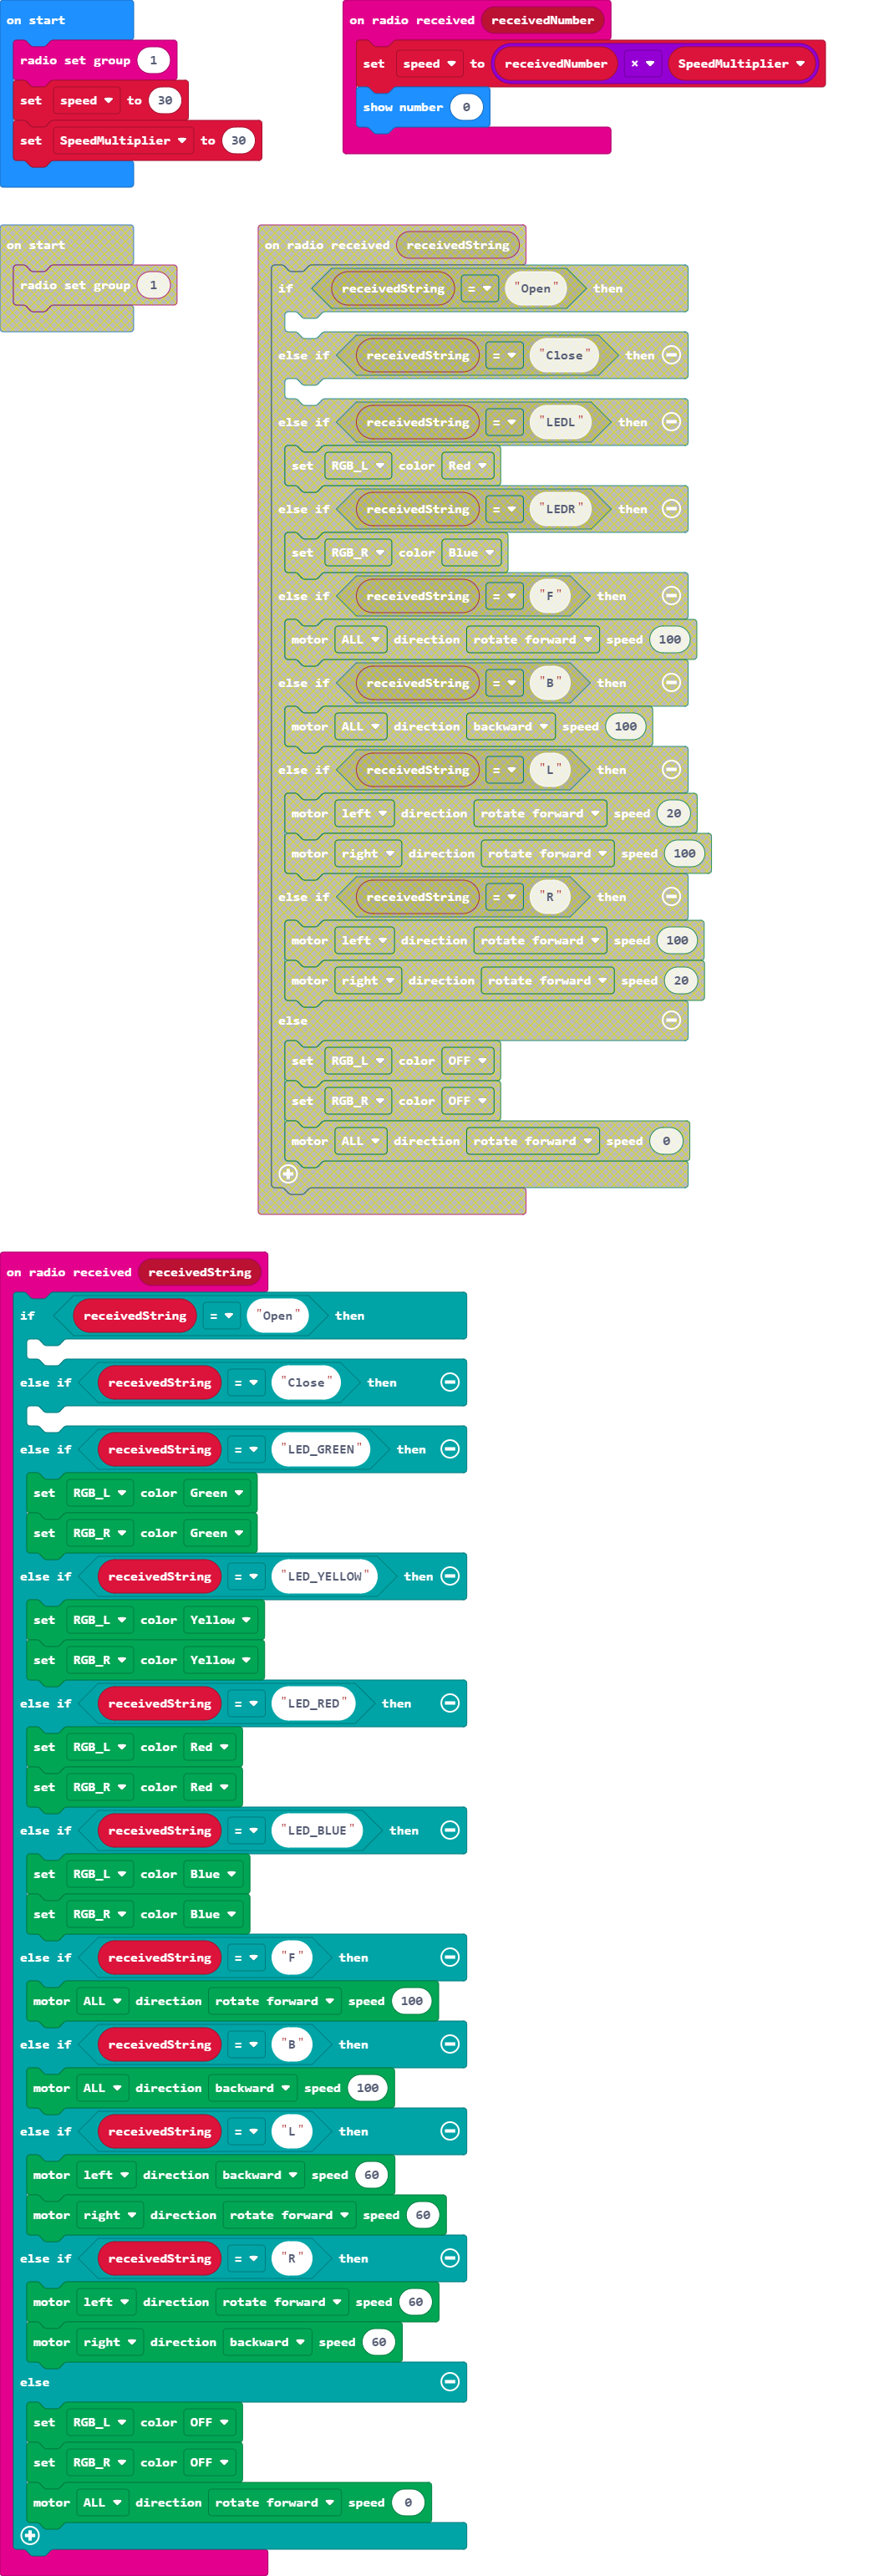 on start
radio set group 1
set speed to 30
set SpeedMultiplier to 30
on radio received receivedNumber
set speed to receivedNumber × SpeedMultiplier
show number 0
on start
radio set group 1
on radio received receivedString
if receivedString = "Open" then
else if receivedString = "Close" then
else if receivedString = "LEDL" then
set RGB_L color Red
else if receivedString = "LEDR" then
set RGB_R color Blue
else if receivedString = "F" then
motor ALL direction rotate forward speed 100
else if receivedString = "B" then
motor ALL direction backward speed 100
else if receivedString = "L" then
motor left direction rotate forward speed 20
motor right direction rotate forward speed 100
else if receivedString = "R" then
motor left direction rotate forward speed 100
motor right direction rotate forward speed 20
else
set RGB_L color OFF
set RGB_R color OFF
motor ALL direction rotate forward speed 0
on radio received receivedString
if receivedString = "Open" then
else if receivedString = "Close" then
else if receivedString = "LED_GREEN" then
set RGB_L color Green
set RGB_R color Green
else if receivedString = "LED_YELLOW" then
set RGB_L color Yellow
set RGB_R color Yellow
else if receivedString = "LED_RED" then
set RGB_L color Red
set RGB_R color Red
else if receivedString = "LED_BLUE" then
set RGB_L color Blue
set RGB_R color Blue
else if receivedString = "F" then
motor ALL direction rotate forward speed 100
else if receivedString = "B" then
motor ALL direction backward speed 100
else if receivedString = "L" then
motor left direction backward speed 60
motor right direction rotate forward speed 60
else if receivedString = "R" then
motor left direction rotate forward speed 60
motor right direction backward speed 60
else
set RGB_L color OFF
set RGB_R color OFF
motor ALL direction rotate forward speed 0